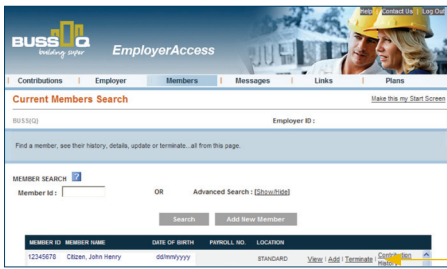 Help | Contact Us | Log Out
BUSS Q
building super
EmployerAccess
Contributions | Employer | Members | Messages | Links | Plans
Current Members Search
Make this my Start Screen
BUSS(Q)
Employer ID :
Find a member, see their history, details, update or terminate...all from this page.
MEMBER SEARCH ?
Member Id :
OR
Advanced Search : [Show/Hide]
Search
Add New Member
MEMBER ID MEMBER NAME DATE OF BIRTH PAYROLL NO. LOCATION
12345678 Citizen, John Henry dd/mm/yyyy STANDARD View | Add | Terminate | Contribution
History